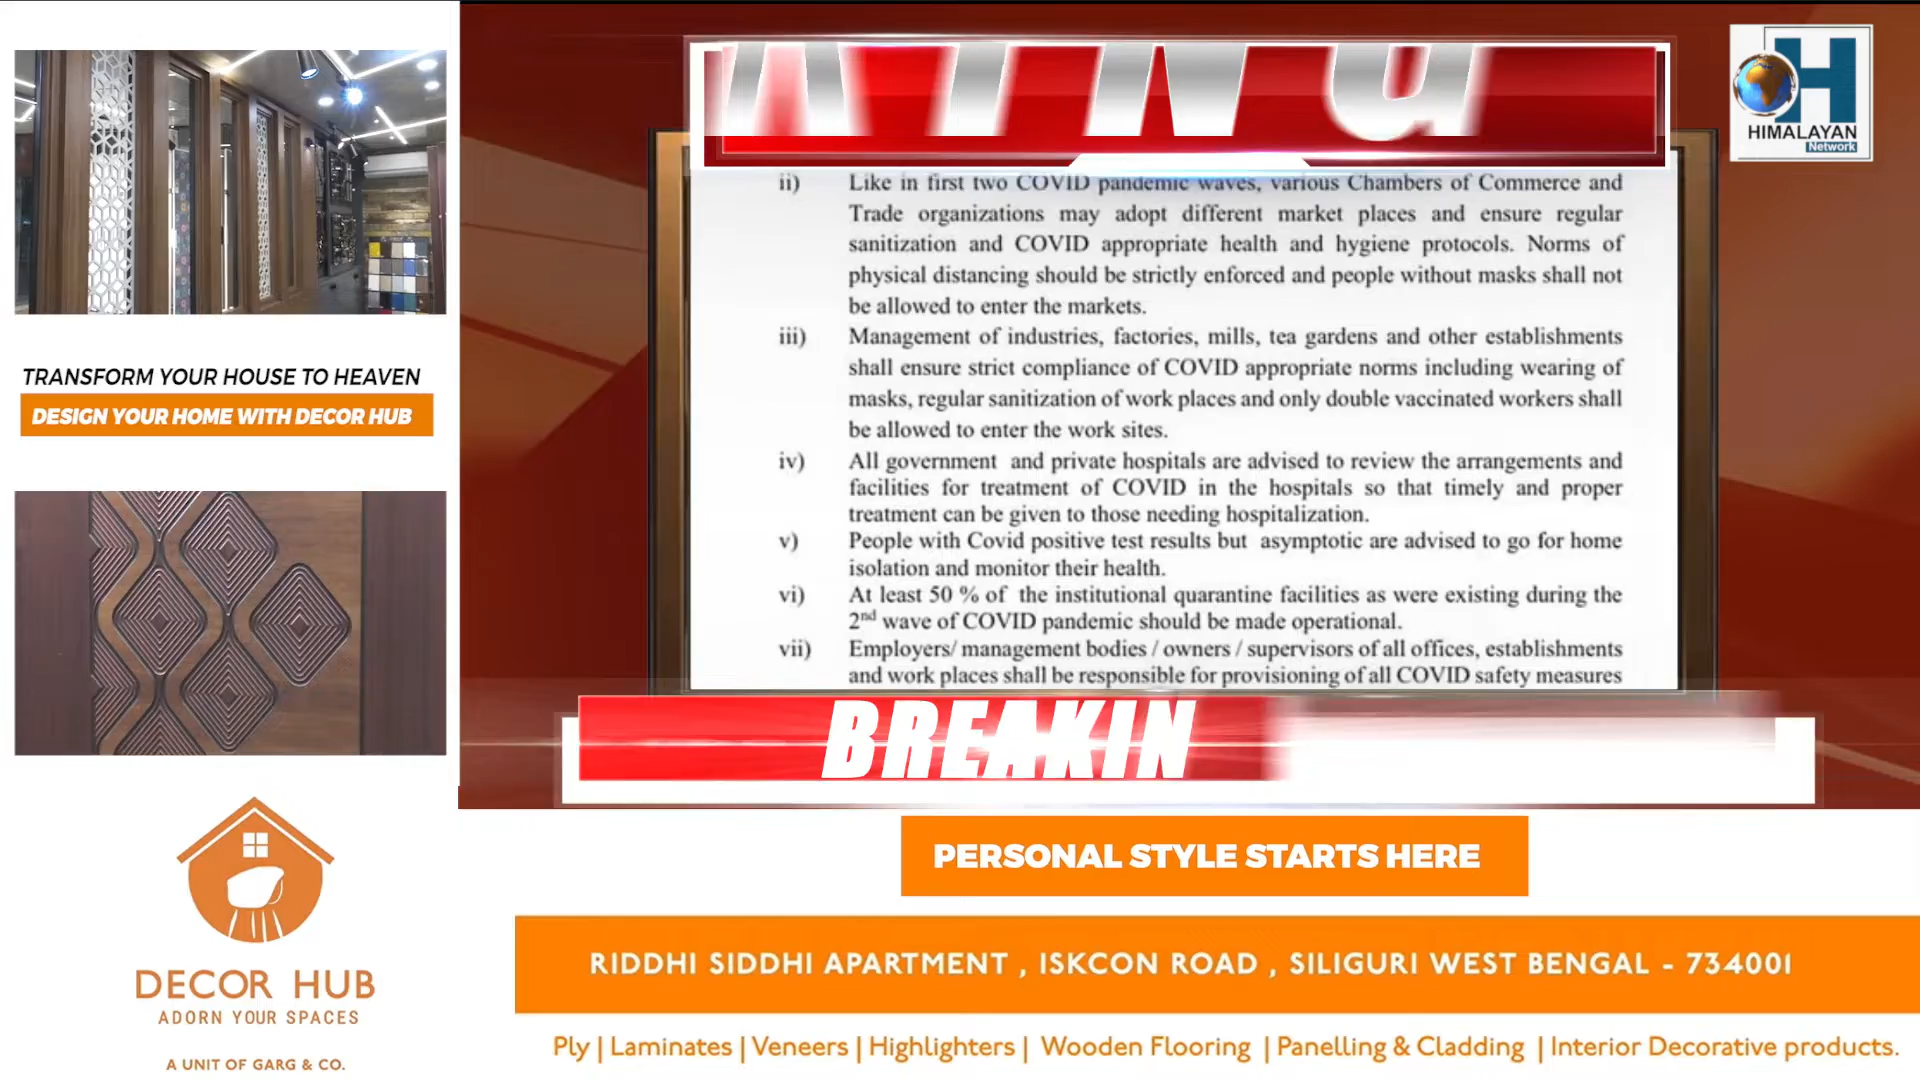 TRANSFORM YOUR HOUSE TO HEAVEN
DESIGN YOUR HOME WITH DECOR HUB
DECOR HUB
ADORN YOUR SPACES
A UNIT OF GARG & CO.
HIMALAYAN
Network
ii) Like in first two COVID pandemic waves, various Chambers of Commerce and
Trade organizations may adopt different market places and ensure regular
sanitization and COVID appropriate health and hygiene protocols. Norms of
physical distancing should be strictly enforced and people without masks shall not
be allowed to enter the markets.
iii) Management of industries, factories, mills, tea gardens and other establishments
shall ensure strict compliance of COVID appropriate norms including wearing of
masks, regular sanitization of work places and only double vaccinated workers shall
be allowed to enter the work sites.
iv) All government and private hospitals are advised to review the arrangements and
facilities for treatment of COVID in the hospitals so that timely and proper
treatment can be given to those needing hospitalization.
v) People with Covid positive test results but asymptotic are advised to go for home
isolation and monitor their health.
vi) At least 50 % of the institutional quarantine facilities as were existing during the
2nd wave of COVID pandemic should be made operational.
vii) Employers/ management bodies / owners / supervisors of all offices, establishments
and work places shall be responsible for provisioning of all COVID safety measures
BREAKIN
PERSONAL STYLE STARTS HERE
RIDDHI SIDDHI APARTMENT , ISKCON ROAD , SILIGURI WEST BENGAL - 734001
Ply | Laminates | Veneers | Highlighters | Wooden Flooring | Panelling & Cladding | Interior Decorative products.